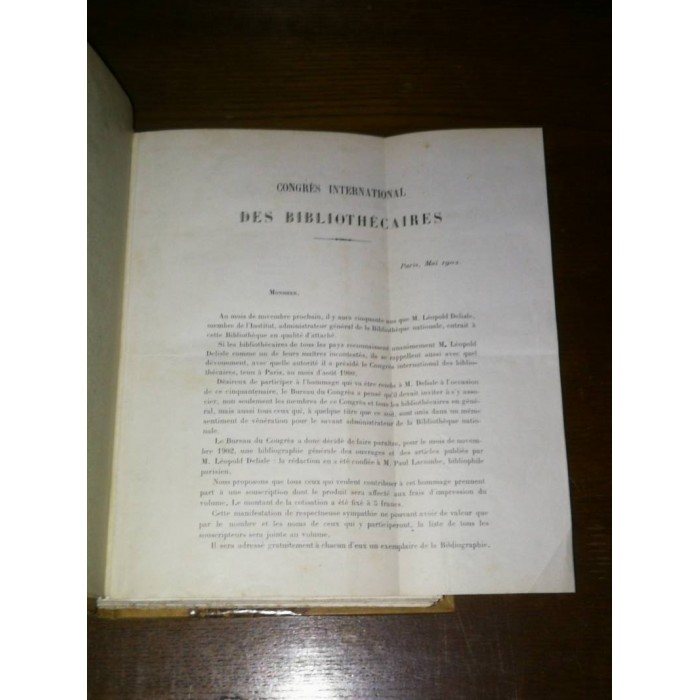 CONGRÈS INTERNATIONAL
DES BIBLIOTHÉCAIRES
Paris, Mai 1902
Monsieur,
Au mois de novembre prochain, il y aura cinquante ans que M. Léopold Delisle,
membre de l'Institut, administrateur général de la Bibliothèque nationale, entrait à
cette Bibliothèque en qualité d'attaché.
Si les bibliothécaires de tous les pays reconnaissent unanimement M. Léopold
Delisle comme un de leurs maîtres incontestés, ils se rappellent aussi avec quel
dévouement, avec quelle autorité il a présidé le Congrès international des biblio-
thécaires, tenu à Paris, au mois d'août 1900.
Désireux de participer à l'hommage qui va être rendu à M. Delisle à l'occasion
de ce cinquantenaire, le Bureau du Congrès a pensé qu'il devait inviter à s'y asso-
cier, non seulement les membres de ce Congrès et tous les bibliothécaires en géné-
ral, mais aussi tous ceux qui, à quelque titre que ce soit, sont unis dans un même
sentiment de vénération pour le savant administrateur de la Bibliothèque natio-
nale.
Le Bureau du Congrès a donc décidé de faire paraître, pour le mois de novem-
bre 1902, une bibliographie générale des ouvrages et des articles publiés par
M. Léopold Delisle : la rédaction en a été confiée à M. Paul Lacombe, bibliophile
parisien.
Nous proposons que tous ceux qui veulent contribuer à cet hommage prennent
part à une souscription dont le produit sera affecté aux frais d'impression du
volume. Le montant de la cotisation a été fixé à 5 francs.
Cette manifestation de respectueuse sympathie ne pouvant avoir de valeur que
par le nombre et les noms de ceux qui y participeront, la liste de tous les
souscripteurs sera jointe au volume.
Il sera adressé gratuitement à chacun d'eux un exemplaire de la Bibliographie,